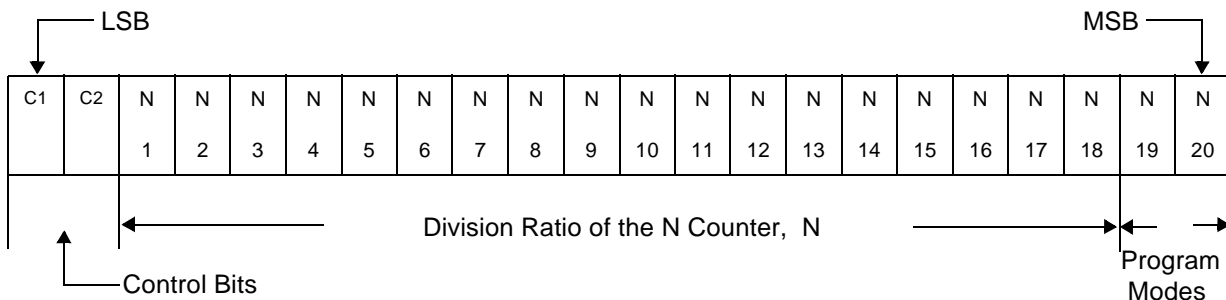 LSB MSB
C1 C2 N N N N N N N N N N N N N N N N N N N N
1 2 3 4 5 6 7 8 9 10 11 12 13 14 15 16 17 18 19 20
Division Ratio of the N Counter, N
Control Bits
Program
Modes